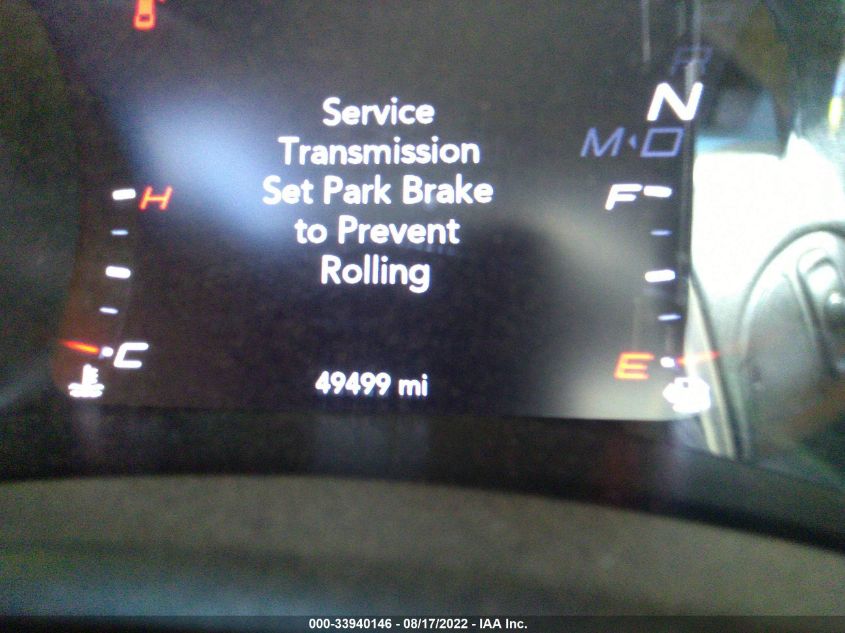 R
N
Service
Transmission
M◂D
Set Park Brake
H
F
to Prevent
Rolling
C
E
49499 mi
000-33940146 - 08/17/2022 - IAA Inc.